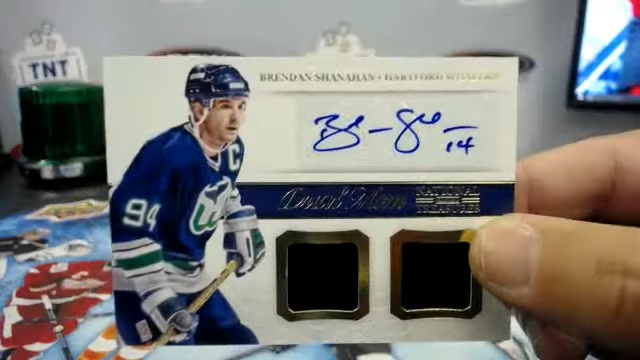 BRENDAN SHANAHAN • HARTFORD WHALERS
14
Dual Mem
NATIONAL
TREASURES
C
94
TNT